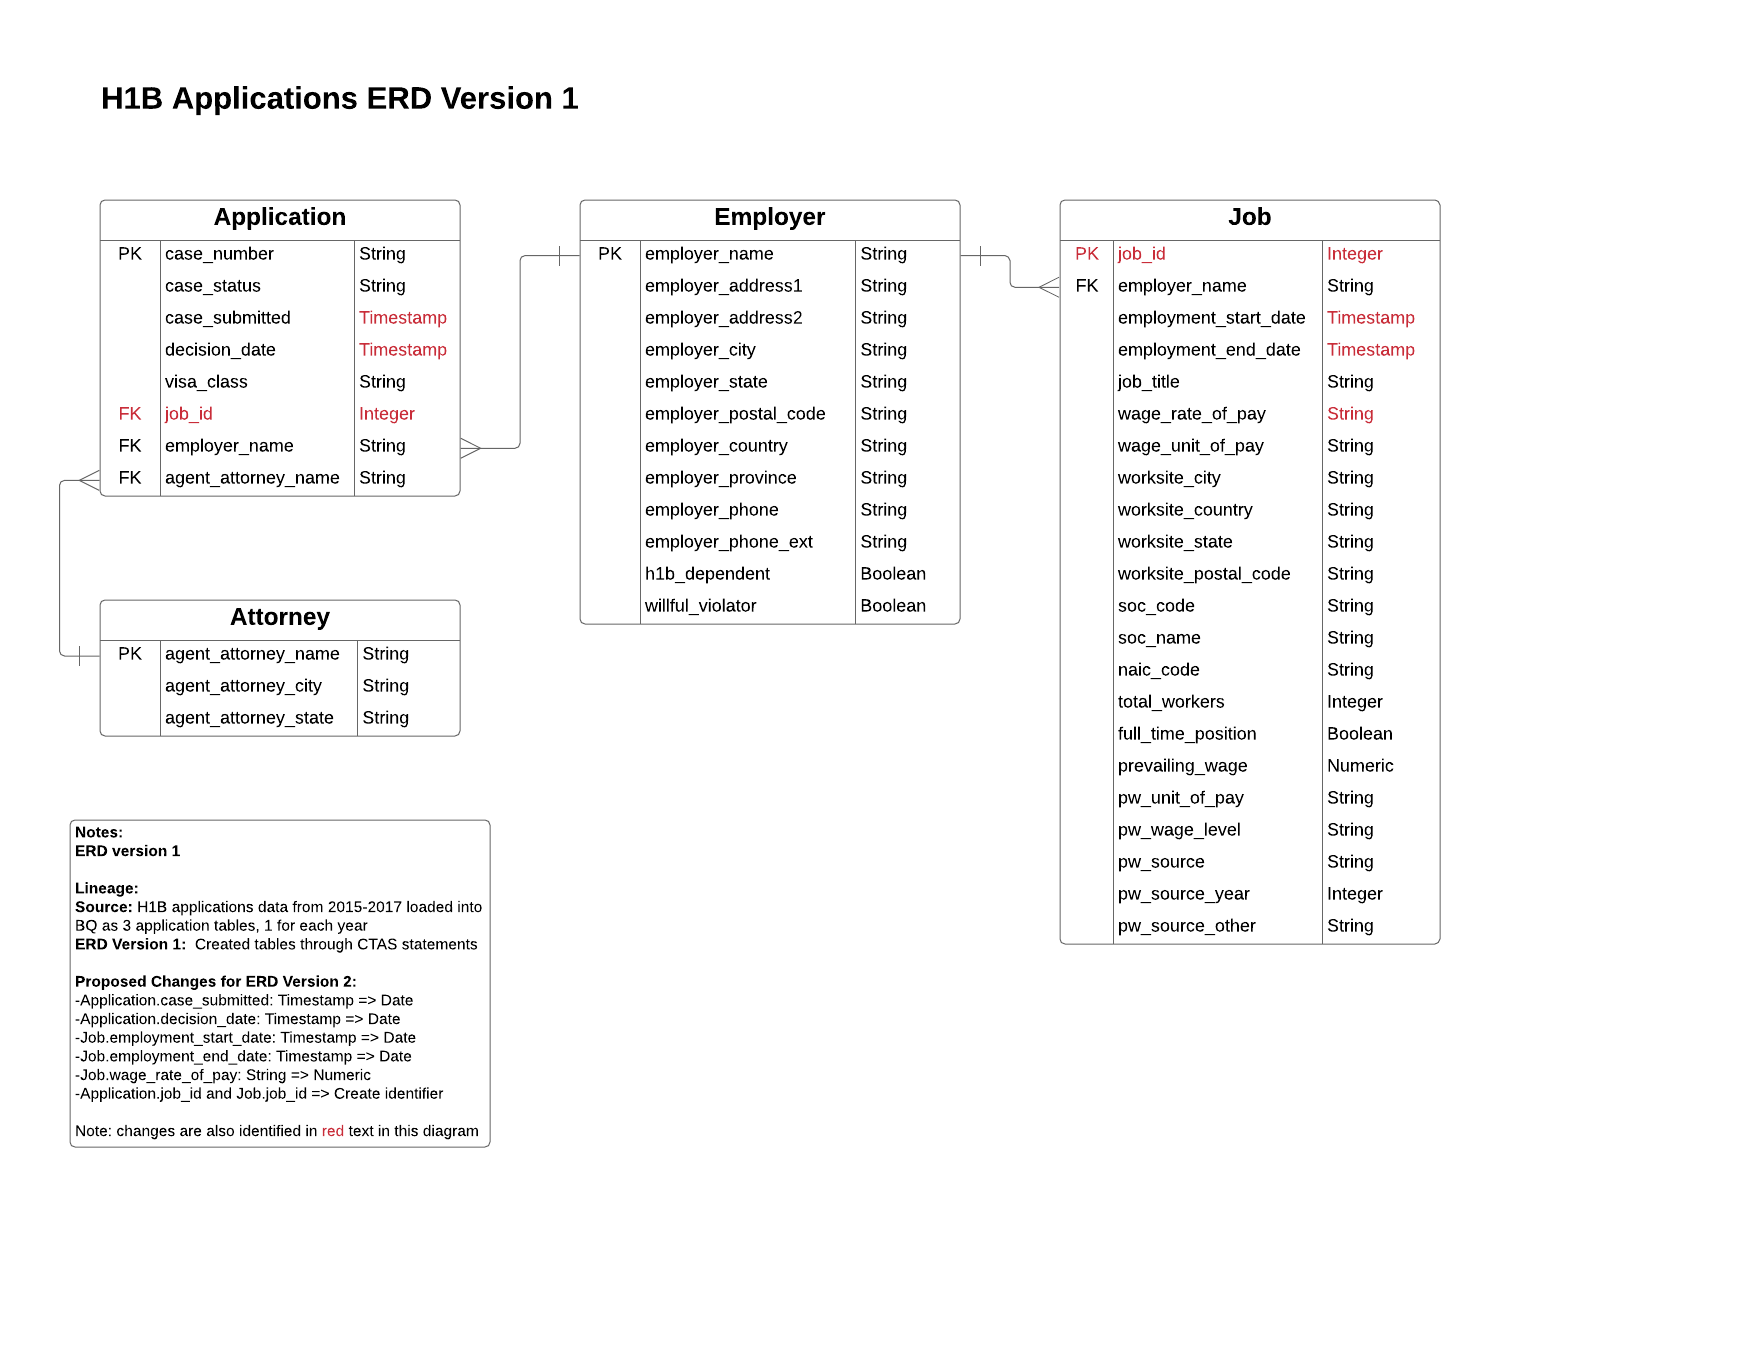 H1B Applications ERD Version 1
Application
PK case_number String
case_status String
case_submitted Timestamp
decision_date Timestamp
visa_class String
FK job_id Integer
FK employer_name String
FK agent_attorney_name String
Employer
PK employer_name String
employer_address1 String
employer_address2 String
employer_city String
employer_state String
employer_postal_code String
employer_country String
employer_province String
employer_phone String
employer_phone_ext String
h1b_dependent Boolean
willful_violator Boolean
Job
PK job_id Integer
FK employer_name String
employment_start_date Timestamp
employment_end_date Timestamp
job_title String
wage_rate_of_pay String
wage_unit_of_pay String
worksite_city String
worksite_country String
worksite_state String
worksite_postal_code String
soc_code String
soc_name String
naic_code String
total_workers Integer
full_time_position Boolean
prevailing_wage Numeric
pw_unit_of_pay String
pw_wage_level String
pw_source String
pw_source_year Integer
pw_source_other String
Attorney
PK agent_attorney_name String
agent_attorney_city String
agent_attorney_state String
Notes:
ERD version 1
Lineage:
Source: H1B applications data from 2015-2017 loaded into
BQ as 3 application tables, 1 for each year
ERD Version 1: Created tables through CTAS statements
Proposed Changes for ERD Version 2:
-Application.case_submitted: Timestamp => Date
-Application.decision_date: Timestamp => Date
-Job.employment_start_date: Timestamp => Date
-Job.employment_end_date: Timestamp => Date
-Job.wage_rate_of_pay: String => Numeric
-Application.job_id and Job.job_id => Create identifier
Note: changes are also identified in red text in this diagram